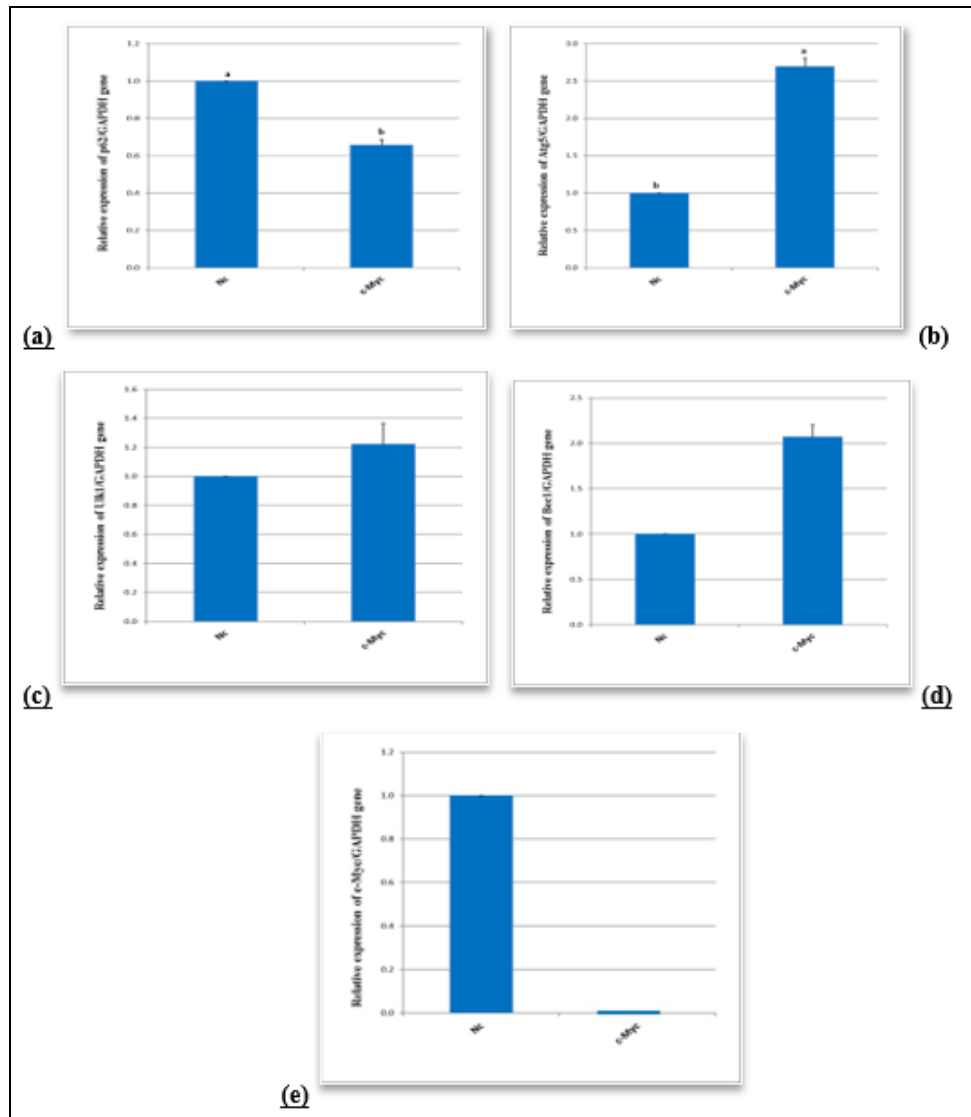 Relative expression of p62/GAPDH gene
1.2
1.0
0.8
0.6
0.4
0.2
0.0
a
b
Nc
c-Myc
(a)
Relative expression of Atg5/GAPDH gene
3.0
2.5
2.0
1.5
1.0
0.5
0.0
b
a
Nc
c-Myc
(b)
Relative expression of Ulk1/GAPDH gene
1.6
1.4
1.2
1.0
0.8
0.6
0.4
0.2
0.0
Nc
c-Myc
(c)
Relative expression of Bec1/GAPDH gene
2.5
2.0
1.5
1.0
0.5
0.0
Nc
c-Myc
(d)
Relative expression of c-Myc/GAPDH gene
1.2
1.0
0.8
0.6
0.4
0.2
0.0
Nc
c-Myc
(e)